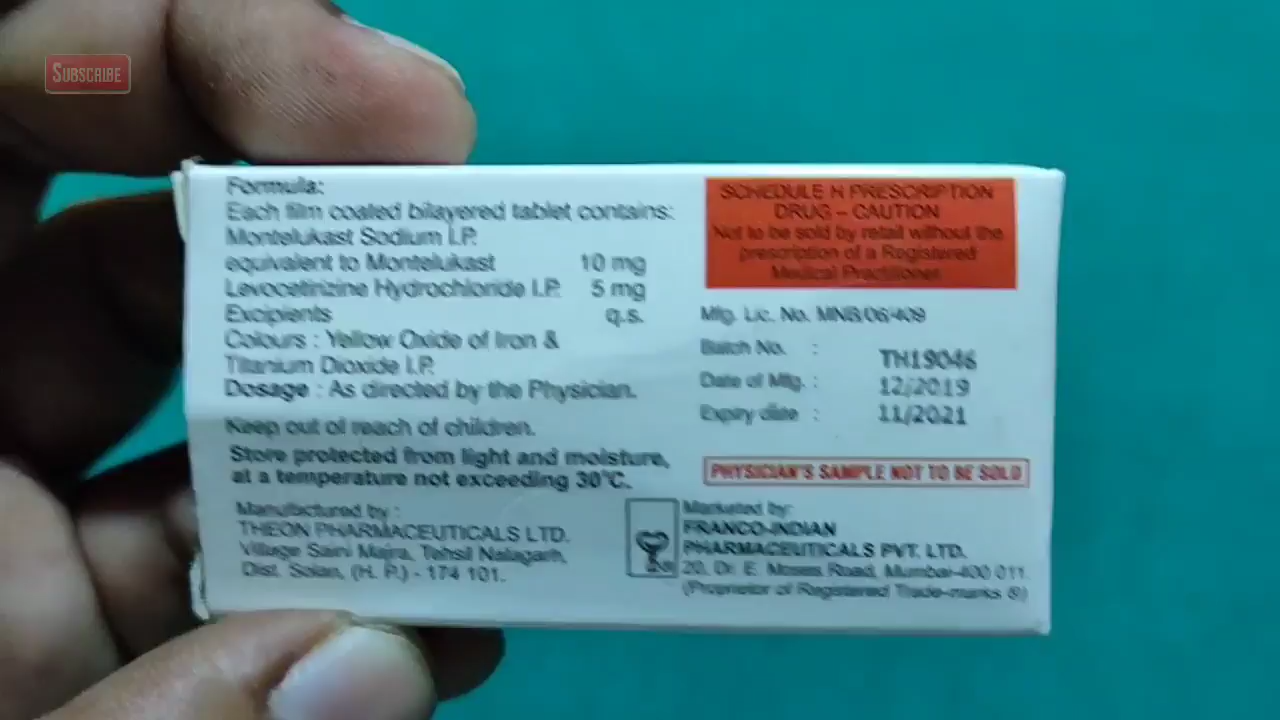 SUBSCRIBE
Formula:
Each film coated bilayered tablet contains:
Montelukast Sodium I.P.
equivalent to Montelukast 10 mg
Levocetirizine Hydrochloride I.P. 5 mg
Excipients q.s.
Colours : Yellow Oxide of Iron &
Titanium Dioxide I.P.
Dosage : As directed by the Physician.
Keep out of reach of children.
Store protected from light and moisture,
at a temperature not exceeding 30°C.
Manufactured by :
THEON PHARMACEUTICALS LTD.
Village Saini Majra, Tehsil Nalagarh,
Dist. Solan, (H. P.) - 174 101.
SCHEDULE H PRESCRIPTION
DRUG – CAUTION
Not to be sold by retail without the
prescription of a Registered
Medical Practitioner.
Mfg. Lic. No. MNB/06/409
Batch No. : TH19046
Date of Mfg. : 12/2019
Expiry date : 11/2021
PHYSICIAN'S SAMPLE NOT TO BE SOLD
Marketed by:
FRANCO-INDIAN
PHARMACEUTICALS PVT. LTD.
20, Dr. E. Moses Road, Mumbai-400 011.
(Proprietor of Registered Trade-marks ®)